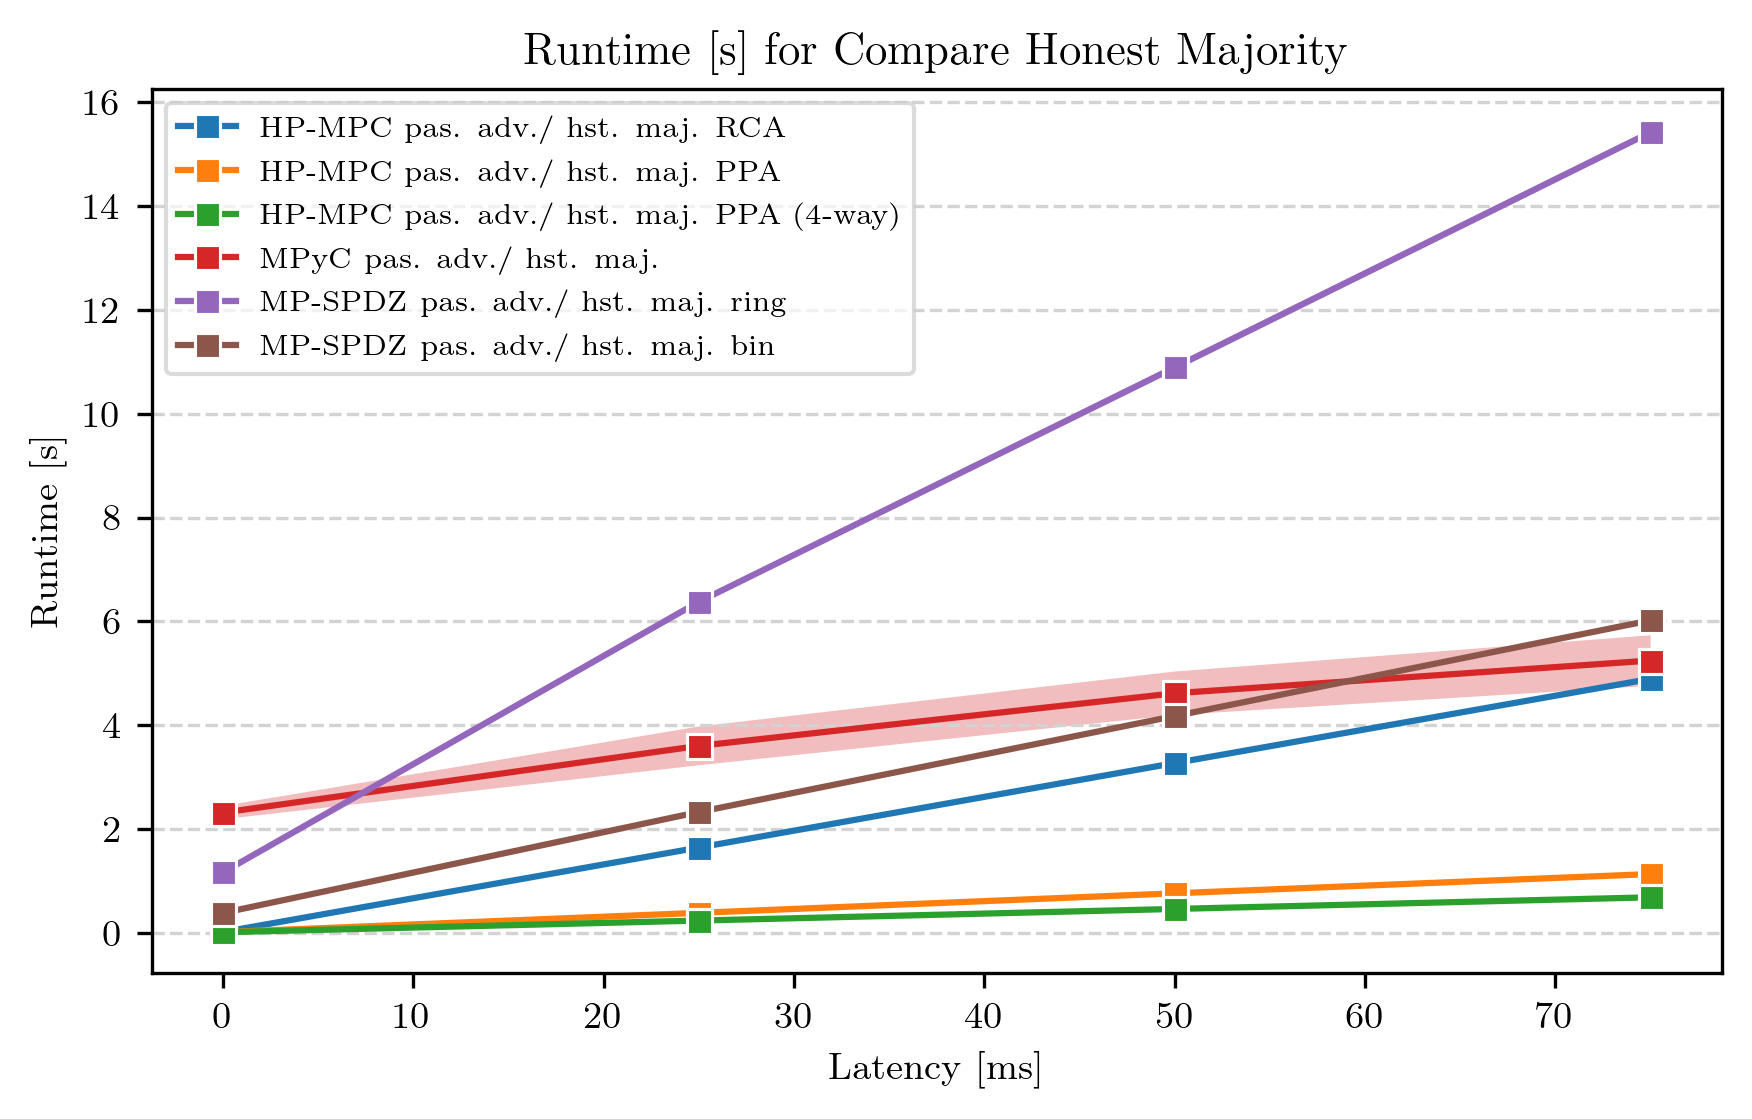 Runtime [s] for Compare Honest Majority
16
14
12
10
8
6
4
2
0
Runtime [s]
HP-MPC pas. adv./ hst. maj. RCA
HP-MPC pas. adv./ hst. maj. PPA
HP-MPC pas. adv./ hst. maj. PPA (4-way)
MPyC pas. adv./ hst. maj.
MP-SPDZ pas. adv./ hst. maj. ring
MP-SPDZ pas. adv./ hst. maj. bin
0 10 20 30 40 50 60 70
Latency [ms]